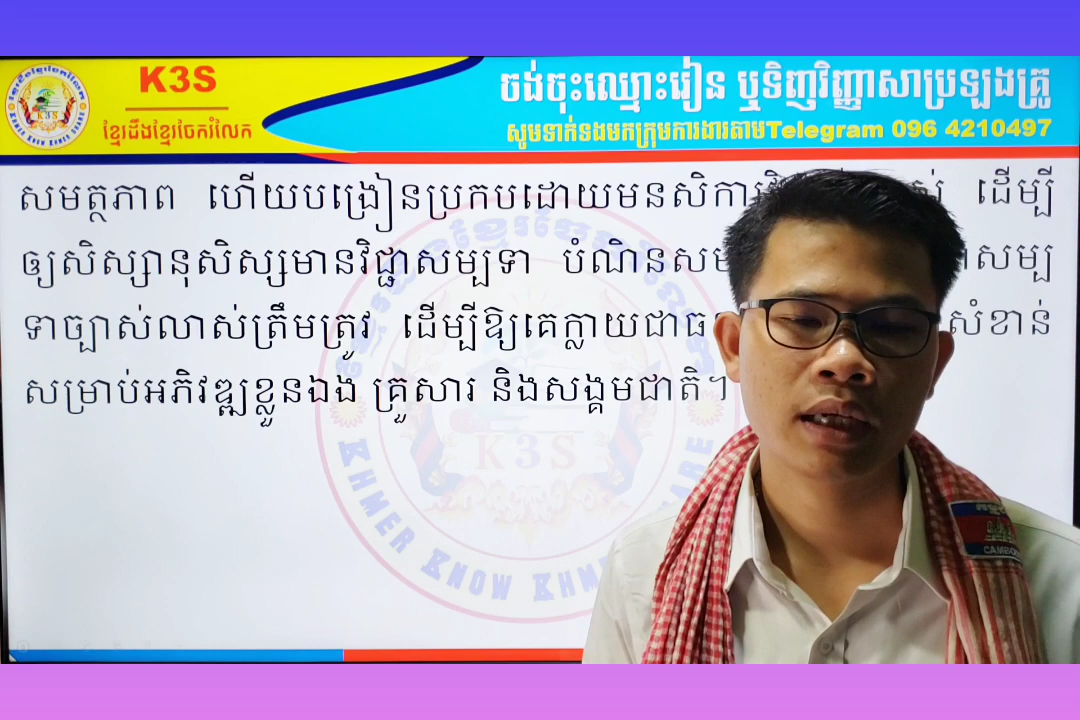 K3S
ខ្មែរដឹងខ្មែរចែករំលែក
ចង់ចុះឈ្មោះរៀន ឬទិញវិញ្ញាសាប្រឡងគ្រូ
សូមទាក់ទងមកក្រុមការងារតាមTelegram 096 4210497
សមត្ថភាព ហើយបង្រៀនប្រកបដោយមនសិកា ដើម្បី
ឲ្យសិស្សានុសិស្សមានវិជ្ជាសម្បទា បំណិនសម សម្ប
ទាច្បាស់លាស់ត្រឹមត្រូវ ដើម្បីឱ្យគេក្លាយជាធ សំខាន់
សម្រាប់អភិវឌ្ឍខ្លួនឯង គ្រួសារ និងសង្គមជាតិ។
K3S
KHMER KNOW KHM